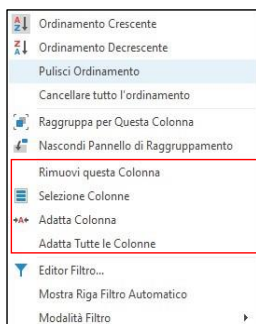 Ordinamento Crescente
Ordinamento Decrescente
Pulisci Ordinamento
Cancellare tutto l'ordinamento
Raggruppa per Questa Colonna
Nascondi Pannello di Raggruppamento
Rimuovi questa Colonna
Selezione Colonne
Adatta Colonna
Adatta Tutte le Colonne
Editor Filtro...
Mostra Riga Filtro Automatico
Modalità Filtro